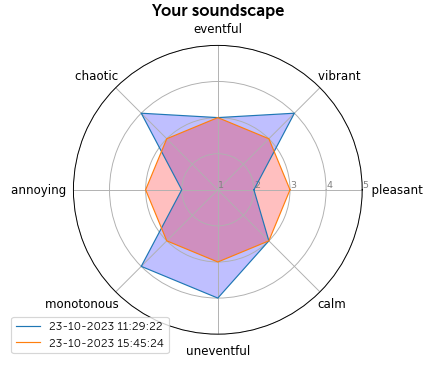 Your soundscape
eventful
chaotic
vibrant
annoying
1
2
3
4
5
pleasant
monotonous
calm
23-10-2023 11:29:22
23-10-2023 15:45:24
uneventful